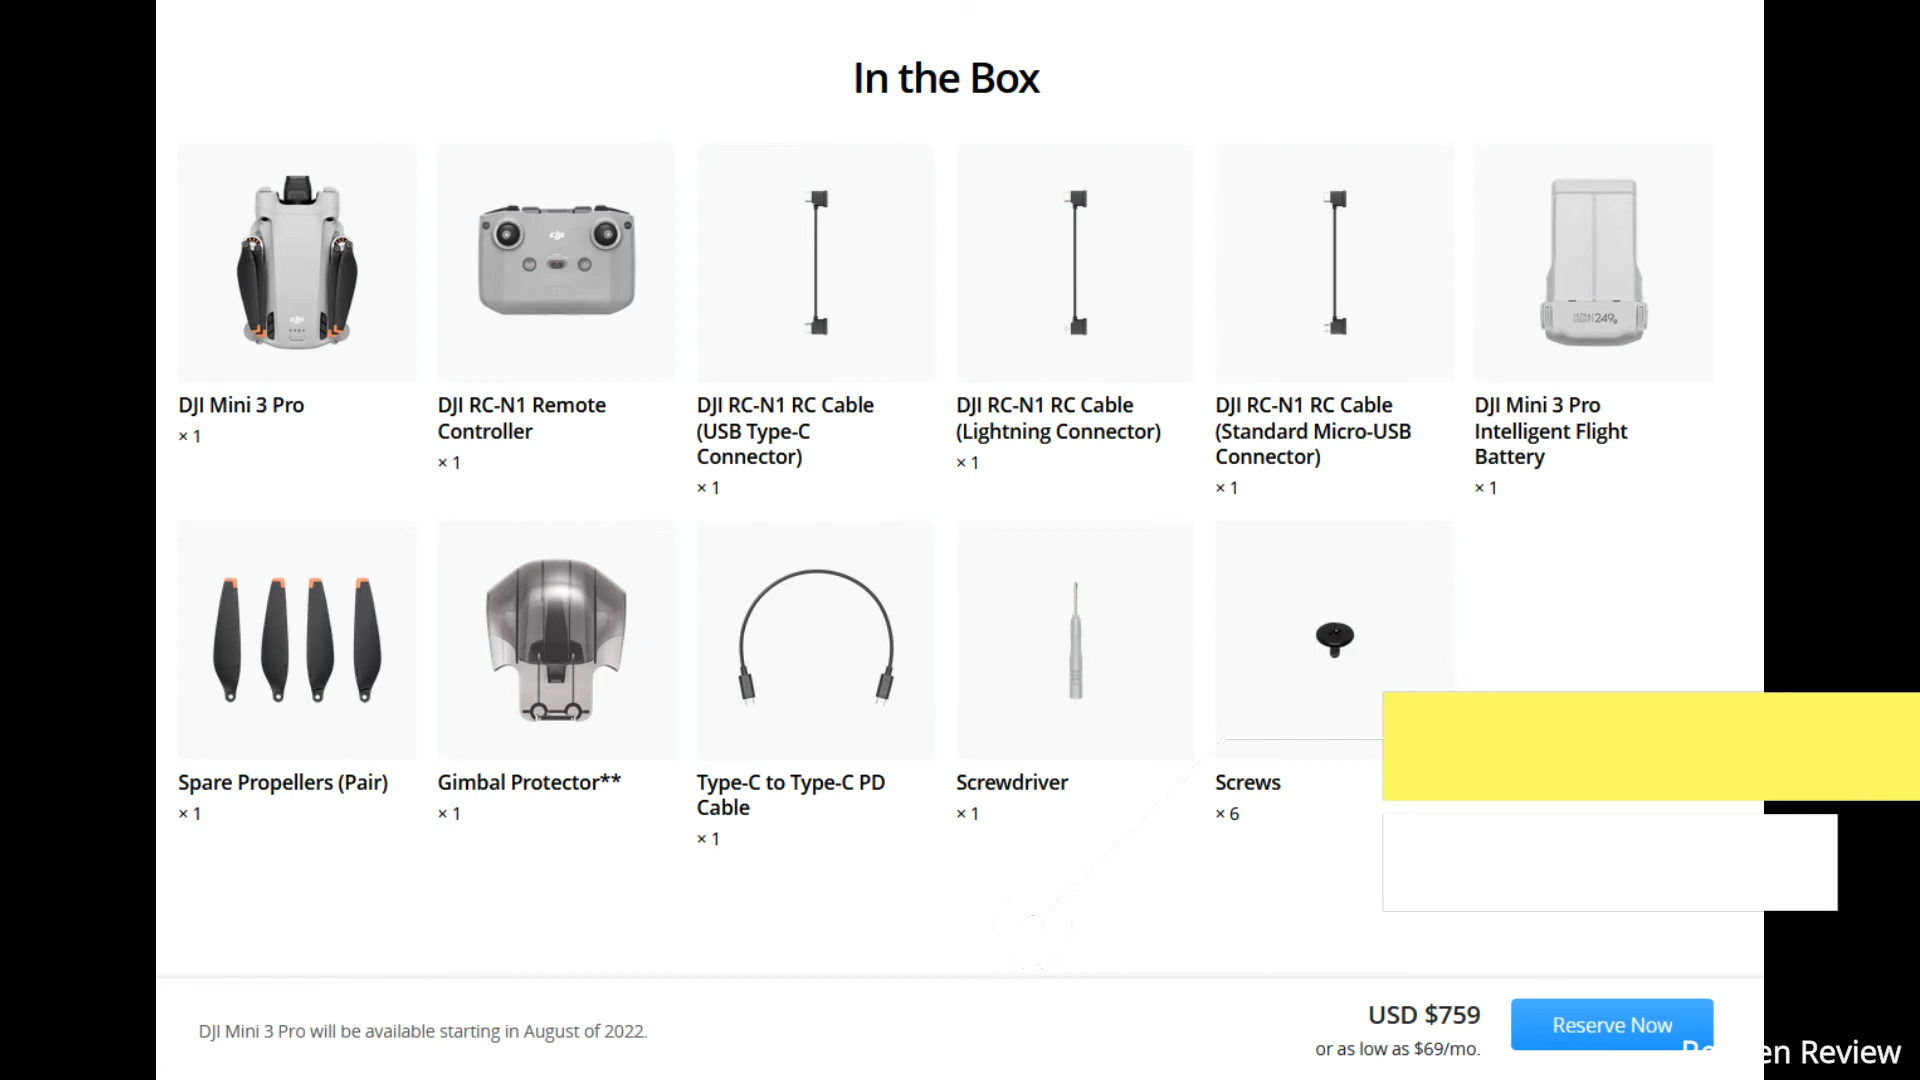 In the Box
DJI Mini 3 Pro
× 1
DJI RC-N1 Remote
Controller
× 1
DJI RC-N1 RC Cable
(USB Type-C
Connector)
× 1
DJI RC-N1 RC Cable
(Lightning Connector)
× 1
DJI RC-N1 RC Cable
(Standard Micro-USB
Connector)
× 1
ULTRA LIGHT 249g
DJI Mini 3 Pro
Intelligent Flight
Battery
× 1
Spare Propellers (Pair)
× 1
Gimbal Protector**
× 1
Type-C to Type-C PD
Cable
× 1
Screwdriver
× 1
Screws
× 6
DJI Mini 3 Pro will be available starting in August of 2022.
USD $759
or as low as $69/mo.
Reserve Now
Review